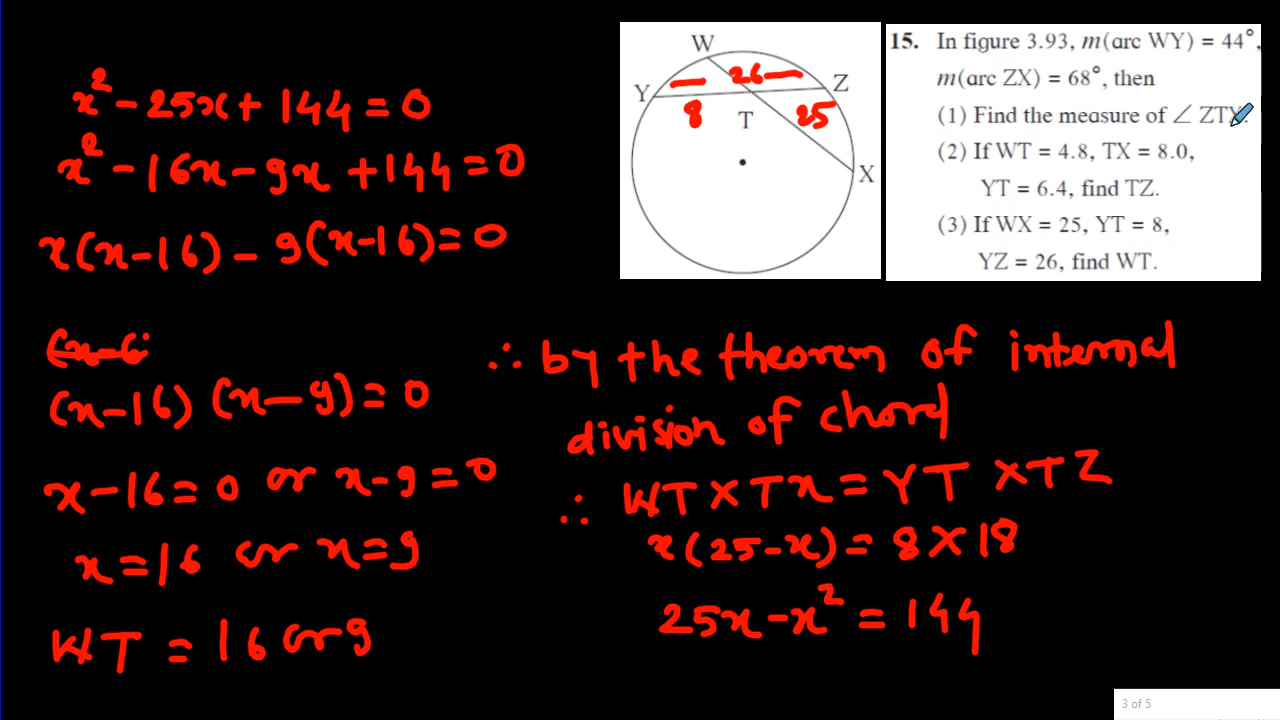 x² - 25x + 144 = 0
x² - 16x - 9x + 144 = 0
x(x-16) - 9(x-16) = 0
(x-6
(x-16) (x-9) = 0
x-16 = 0 or x-9 = 0
x = 16 or x = 9
WT = 16 or 9
W
26
Y
Z
8
T
25
X
15. In figure 3.93, m(arc WY) = 44°,
m(arc ZX) = 68°, then
(1) Find the measure of ∠ ZTX.
(2) If WT = 4.8, TX = 8.0,
YT = 6.4, find TZ.
(3) If WX = 25, YT = 8,
YZ = 26, find WT.
∴ by the theorem of internal
division of chord
∴ WT × Tx = YT × TZ
x(25-x) = 8 × 18
25x - x² = 144
3 of 5